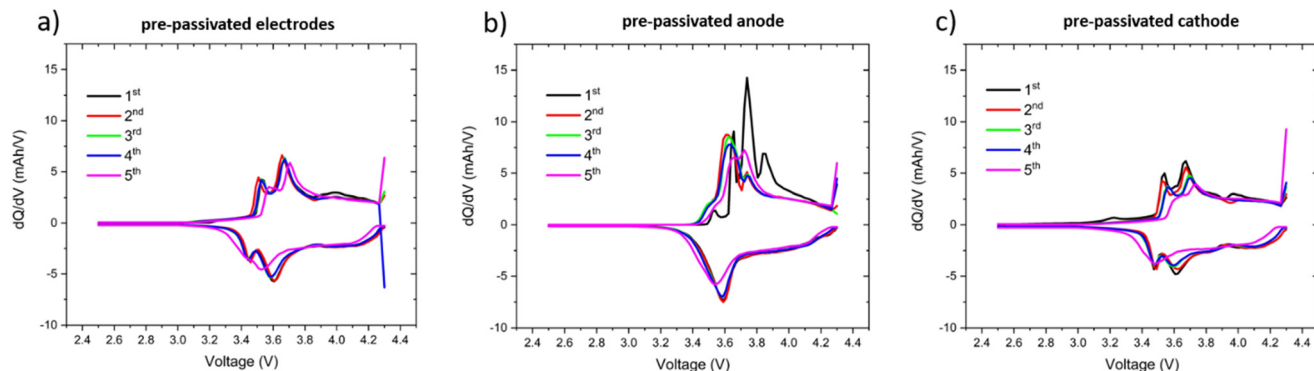 a) pre-passivated electrodes
15
10
5
0
-5
-10
dQ/dV (mAh/V)
1st
2nd
3rd
4th
5th
2.4 2.6 2.8 3.0 3.2 3.4 3.6 3.8 4.0 4.2 4.4
Voltage (V)
b) pre-passivated anode
15
10
5
0
-5
-10
dQ/dV (mAh/V)
1st
2nd
3rd
4th
5th
2.4 2.6 2.8 3.0 3.2 3.4 3.6 3.8 4.0 4.2 4.4
Voltage (V)
c) pre-passivated cathode
15
10
5
0
-5
-10
dQ/dV (mAh/V)
1st
2nd
3rd
4th
5th
2.4 2.6 2.8 3.0 3.2 3.4 3.6 3.8 4.0 4.2 4.4
Voltage (V)